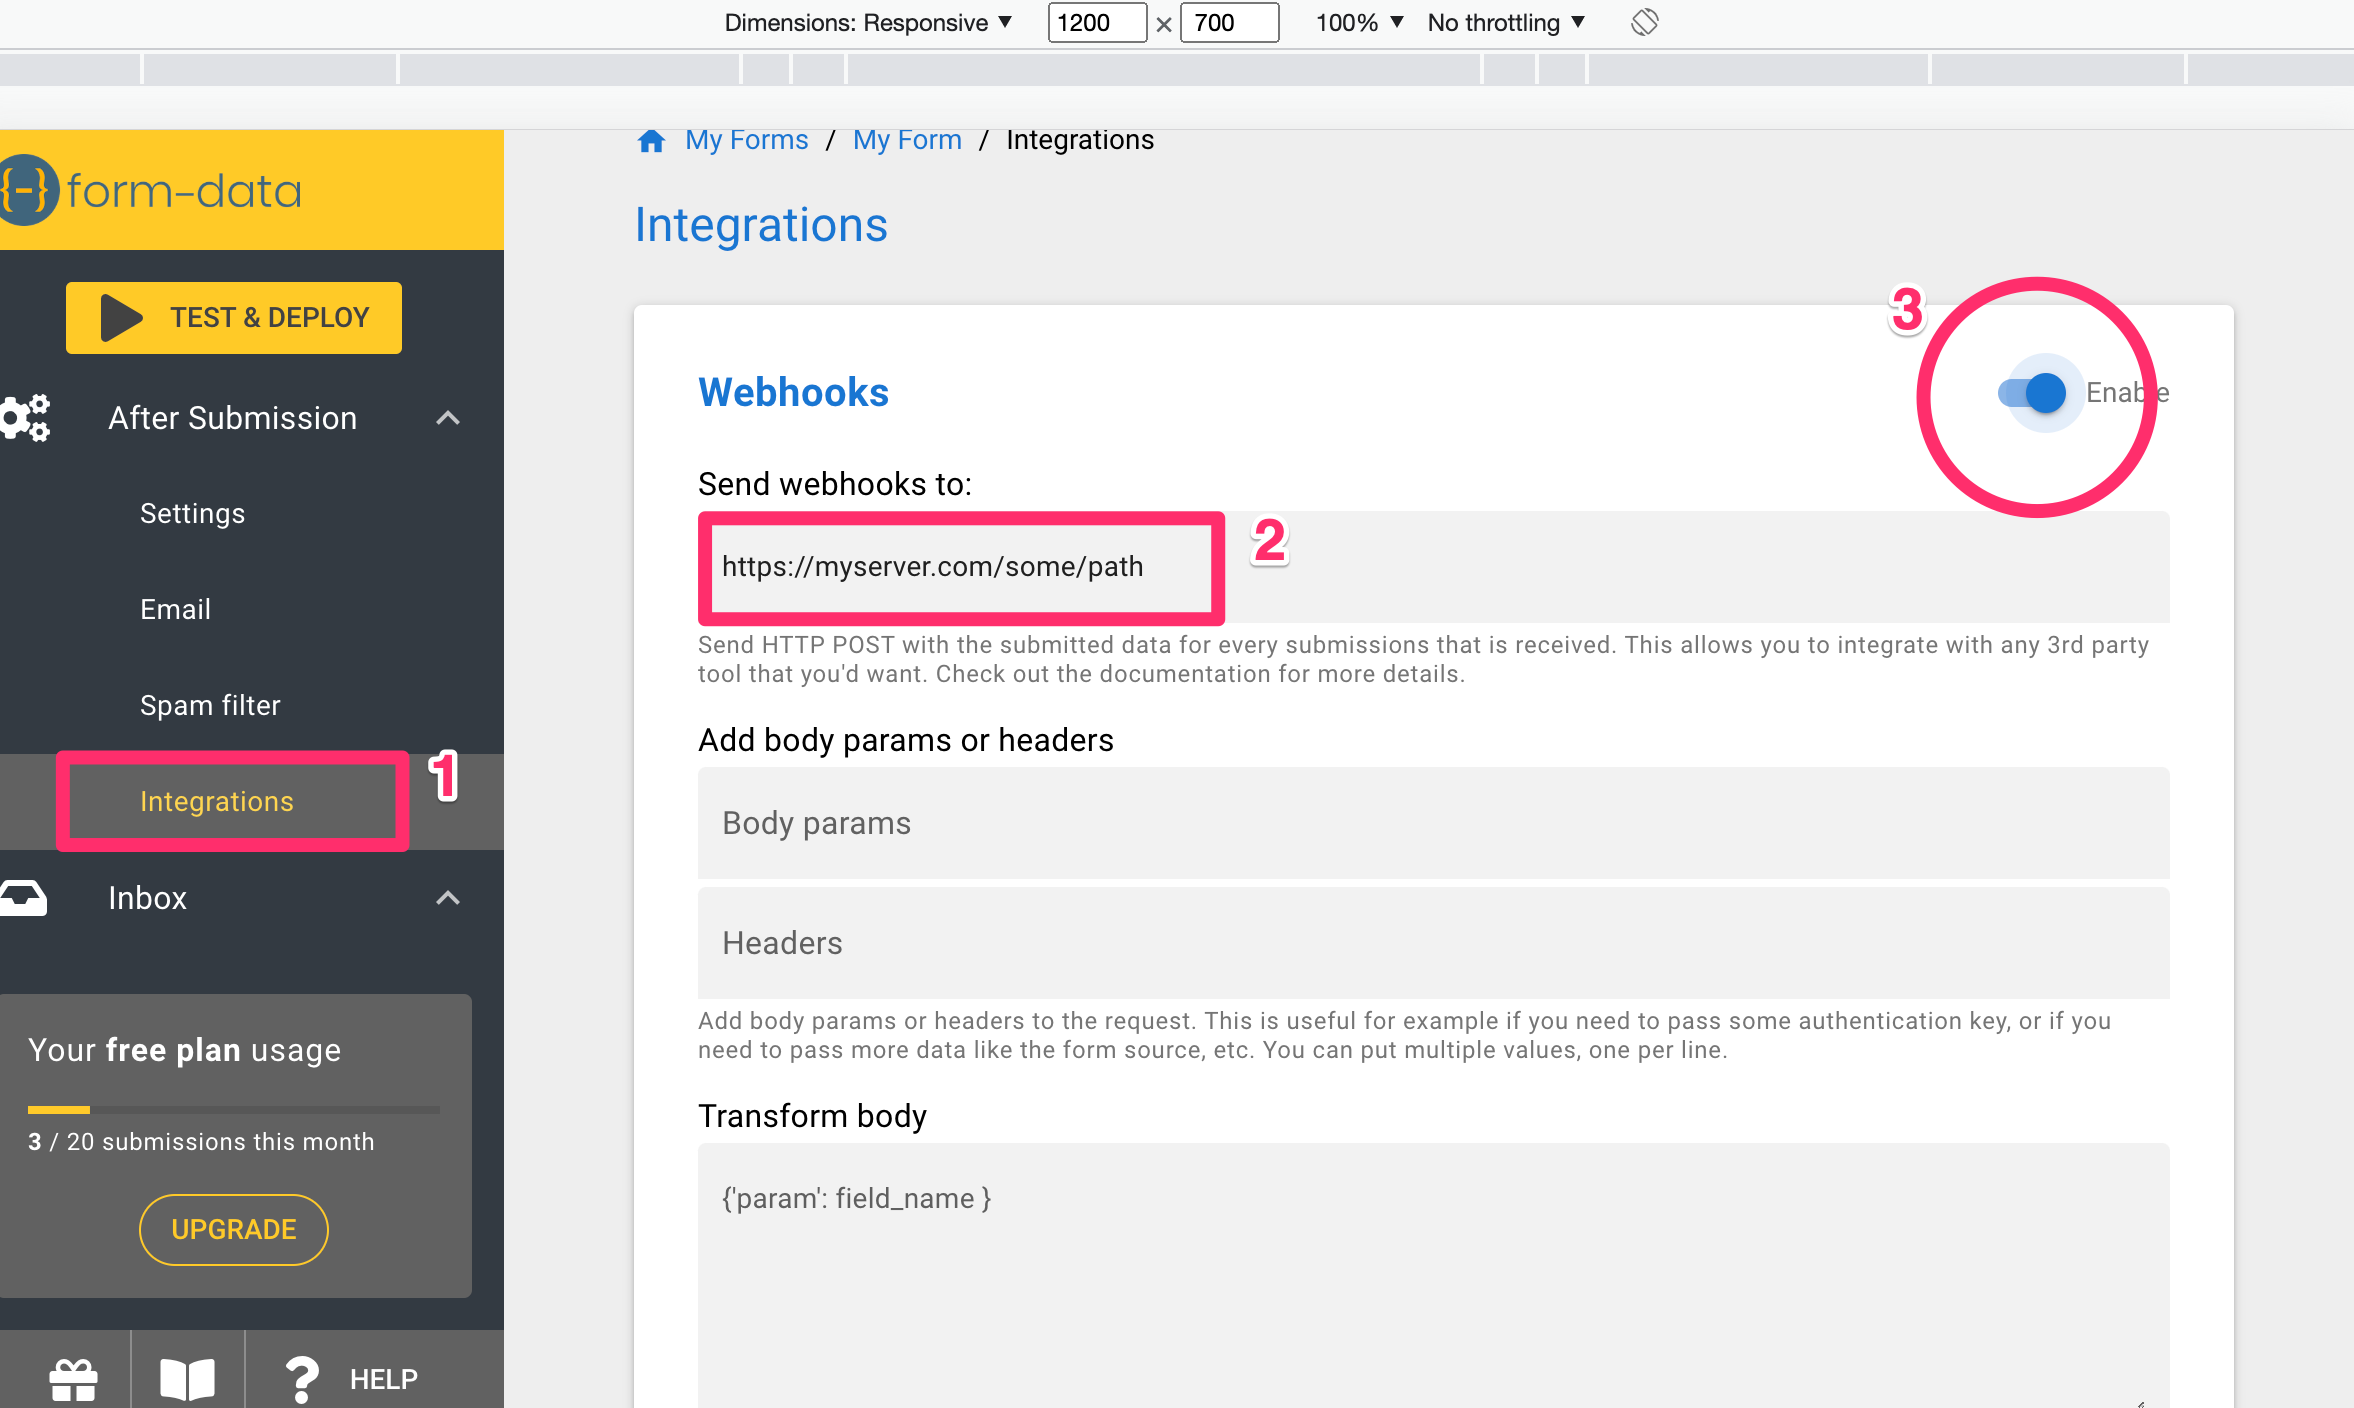 Dimensions: Responsive ▼ 1200 × 700 100% ▼ No throttling ▼
My Forms / My Form / Integrations
{-} form-data
Integrations
TEST & DEPLOY
After Submission
Settings
Email
Spam filter
Integrations
1
Inbox
Your free plan usage
3 / 20 submissions this month
UPGRADE
? HELP
3
Webhooks
Enable
Send webhooks to:
https://myserver.com/some/path
2
Send HTTP POST with the submitted data for every submissions that is received. This allows you to integrate with any 3rd party
tool that you'd want. Check out the documentation for more details.
Add body params or headers
Body params
Headers
Add body params or headers to the request. This is useful for example if you need to pass some authentication key, or if you
need to pass more data like the form source, etc. You can put multiple values, one per line.
Transform body
{'param': field_name }